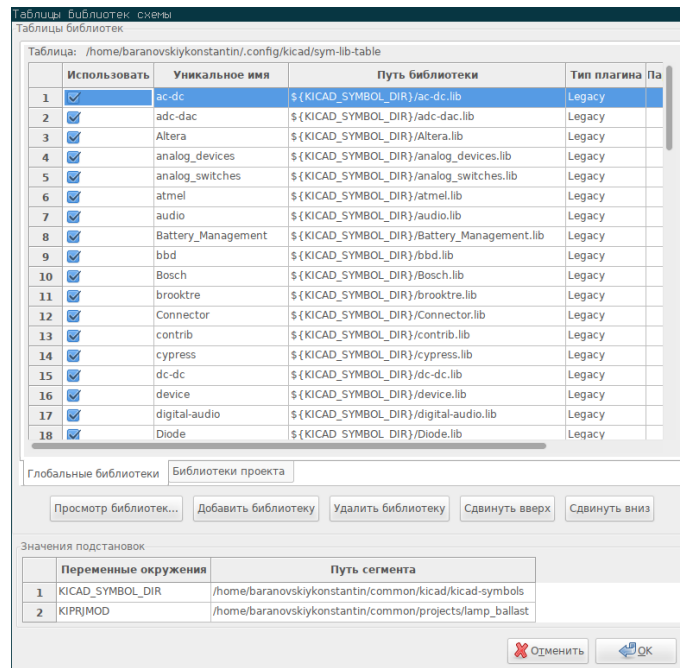 Таблицы библиотек схемы
Таблицы библиотек
Таблица: /home/baranovskiykonstantin/.config/kicad/sym-lib-table
Использовать Уникальное имя Путь библиотеки Тип плагина Па
1 ac-dc ${KICAD_SYMBOL_DIR}/ac-dc.lib Legacy
2 adc-dac ${KICAD_SYMBOL_DIR}/adc-dac.lib Legacy
3 Altera ${KICAD_SYMBOL_DIR}/Altera.lib Legacy
4 analog_devices ${KICAD_SYMBOL_DIR}/analog_devices.lib Legacy
5 analog_switches ${KICAD_SYMBOL_DIR}/analog_switches.lib Legacy
6 atmel ${KICAD_SYMBOL_DIR}/atmel.lib Legacy
7 audio ${KICAD_SYMBOL_DIR}/audio.lib Legacy
8 Battery_Management ${KICAD_SYMBOL_DIR}/Battery_Management.lib Legacy
9 bbd ${KICAD_SYMBOL_DIR}/bbd.lib Legacy
10 Bosch ${KICAD_SYMBOL_DIR}/Bosch.lib Legacy
11 brooktre ${KICAD_SYMBOL_DIR}/brooktre.lib Legacy
12 Connector ${KICAD_SYMBOL_DIR}/Connector.lib Legacy
13 contrib ${KICAD_SYMBOL_DIR}/contrib.lib Legacy
14 cypress ${KICAD_SYMBOL_DIR}/cypress.lib Legacy
15 dc-dc ${KICAD_SYMBOL_DIR}/dc-dc.lib Legacy
16 device ${KICAD_SYMBOL_DIR}/device.lib Legacy
17 digital-audio ${KICAD_SYMBOL_DIR}/digital-audio.lib Legacy
18 Diode ${KICAD_SYMBOL_DIR}/Diode.lib Legacy
Глобальные библиотеки Библиотеки проекта
Просмотр библиотек... Добавить библиотеку Удалить библиотеку Сдвинуть вверх Сдвинуть вниз
Значения подстановок
Переменные окружения Путь сегмента
1 KICAD_SYMBOL_DIR /home/baranovskiykonstantin/common/kicad/kicad-symbols
2 KIPRJMOD /home/baranovskiykonstantin/common/projects/lamp_ballast
Отменить OK